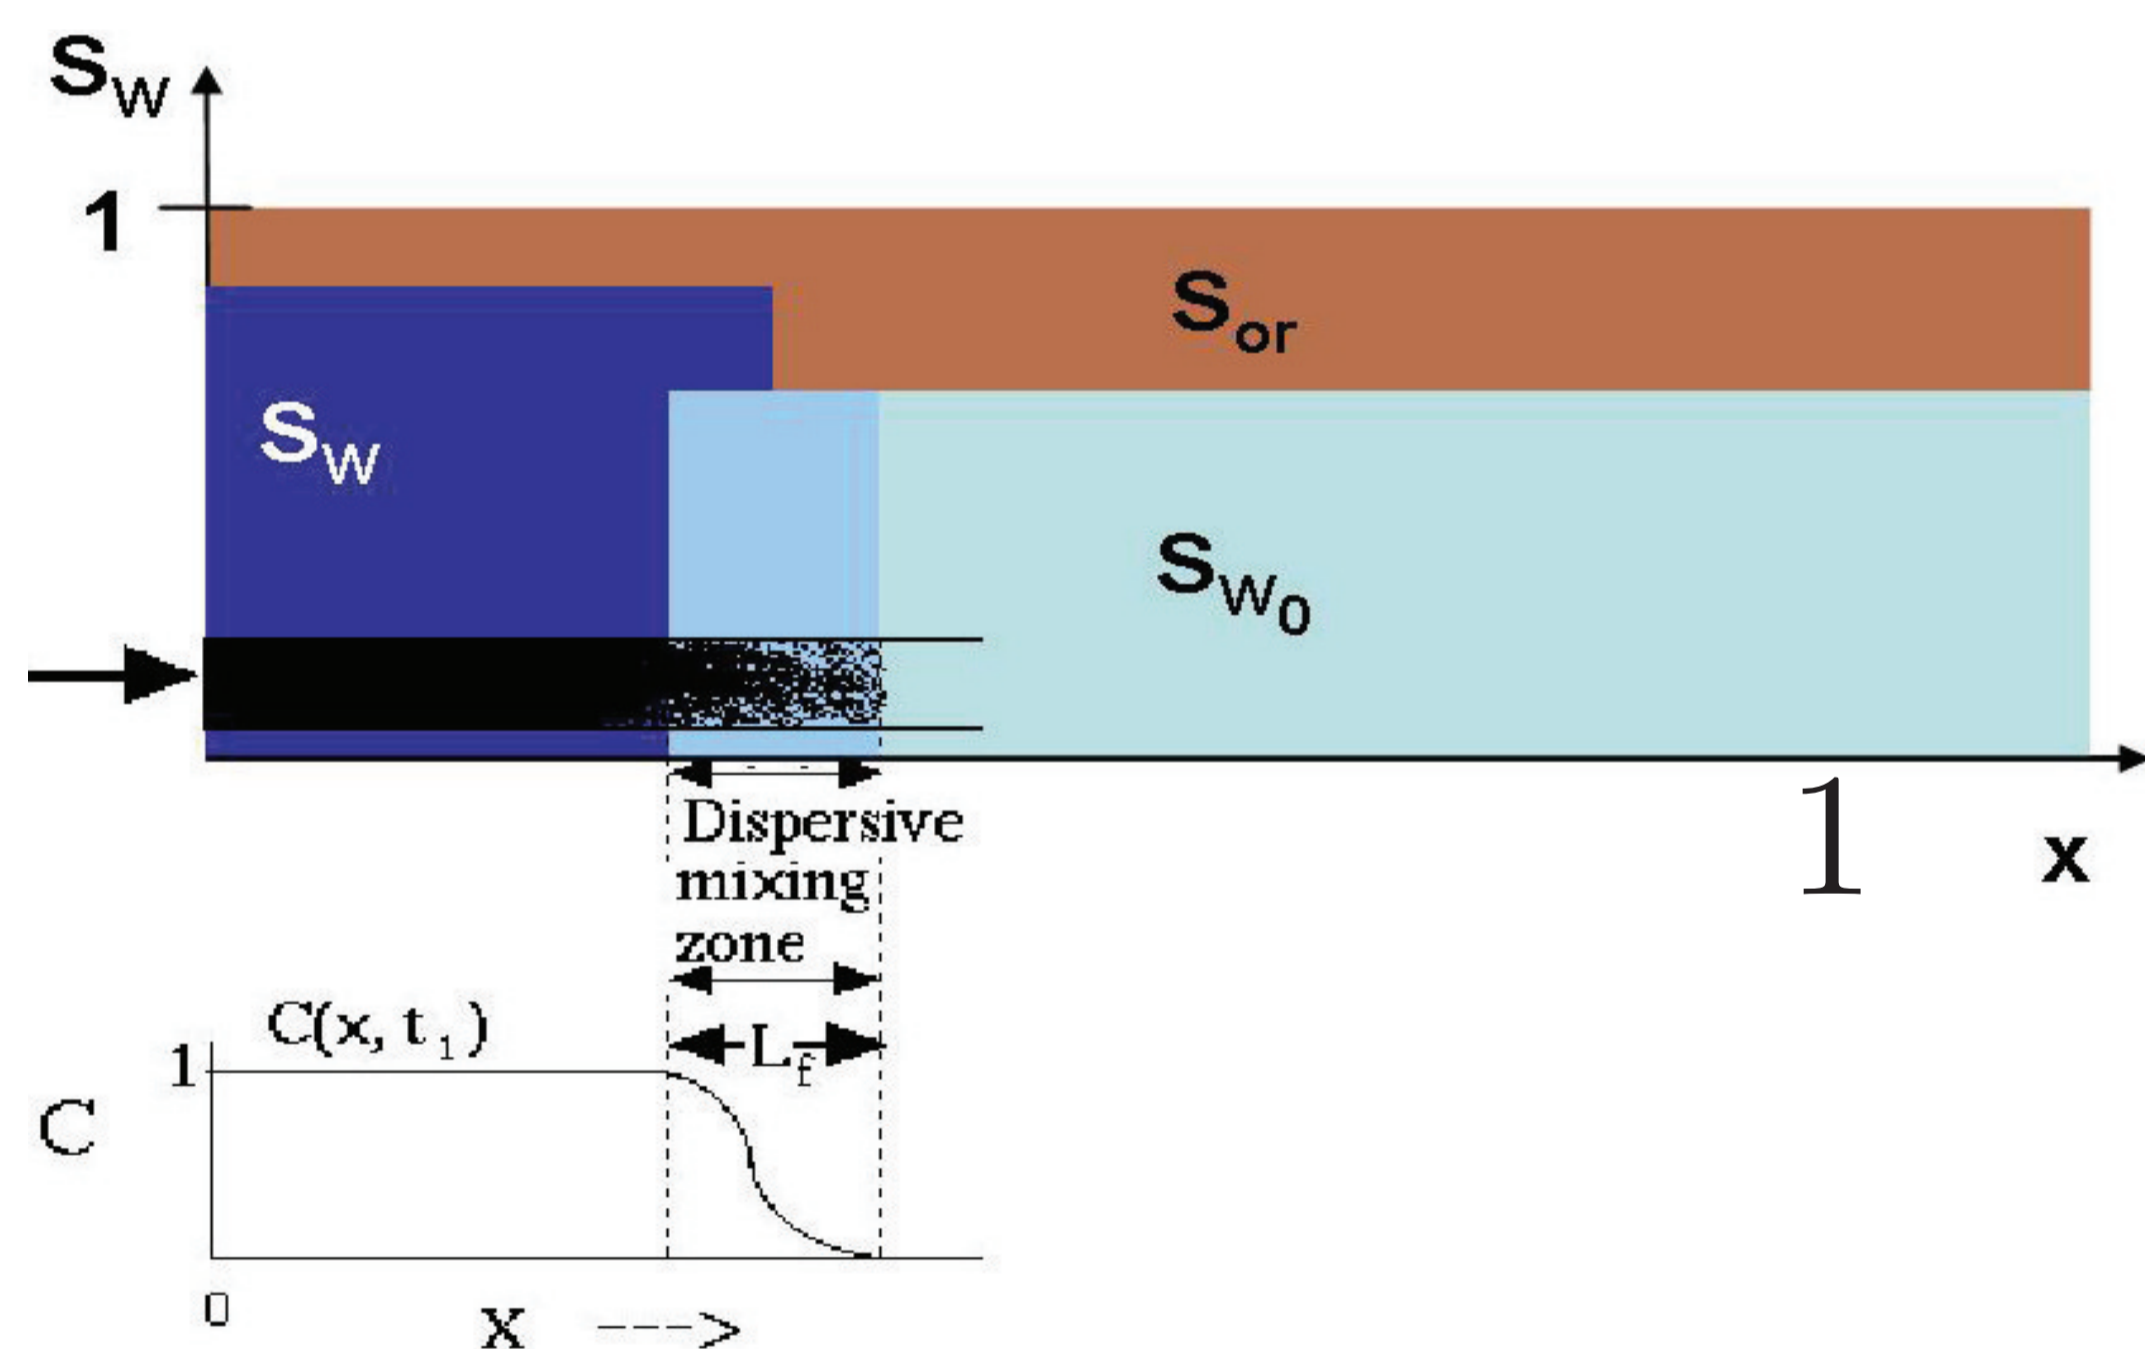 Sw
1
Sor
Sw
Sw0
Dispersive
mixing
zone
1
x
Lf
C(x, t1)
1
C
0
x --->